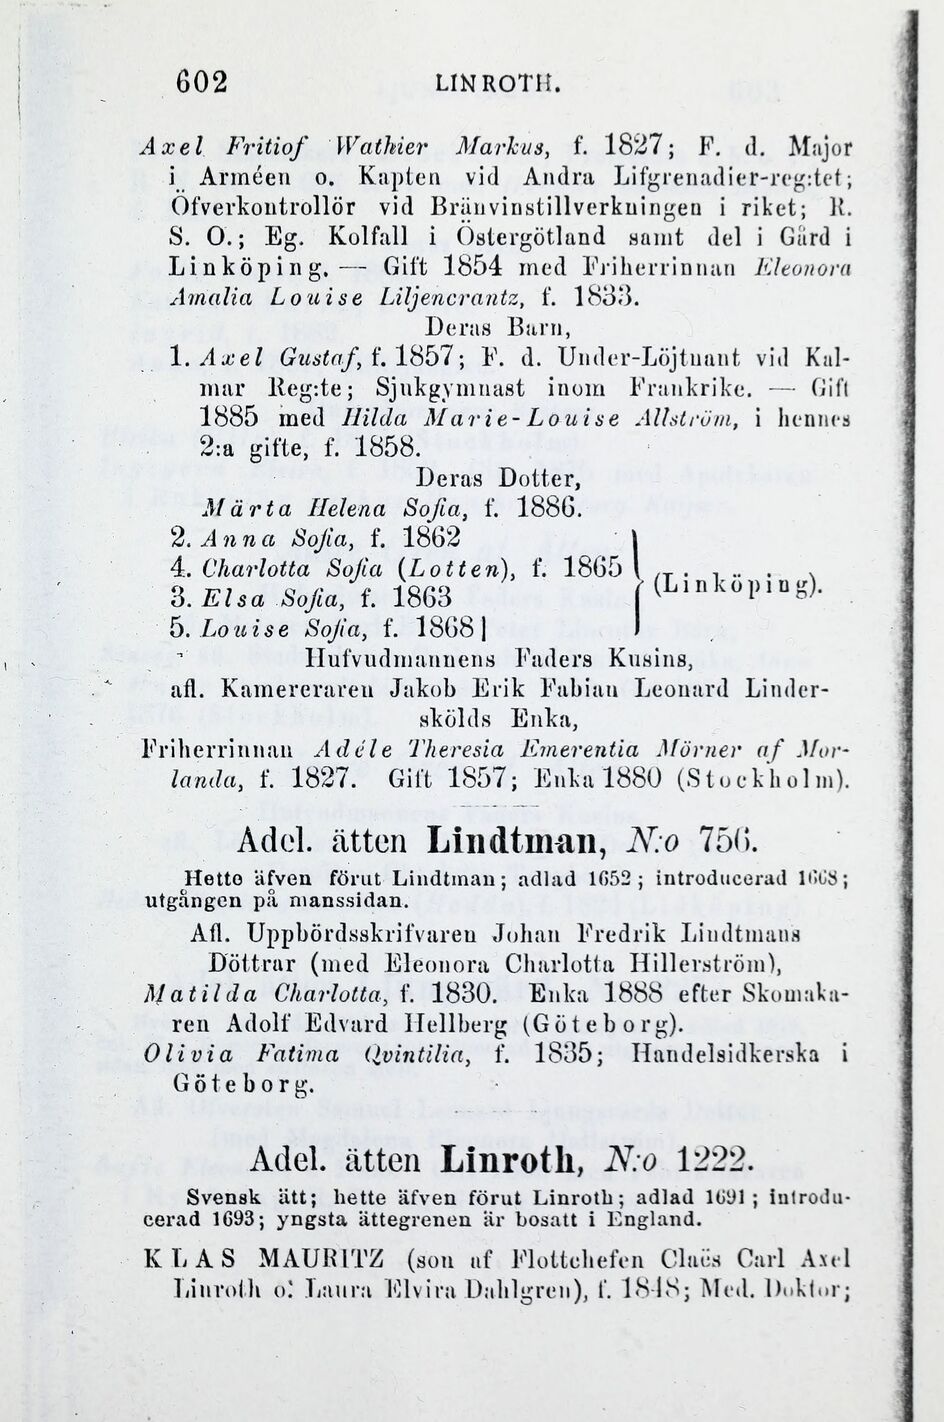 602 LINROTH.
Axel Fritiof Wathier Markus, f. 1827; F. d. Major
i Arméen o. Kapten vid Andra Lifgrenadier-reg:tet;
Öfverkontrollör vid Bränvinstillverkningen i riket; R.
S. O.; Eg. Kolfall i Östergötland samt del i Gård i
Linköping. — Gift 1854 med Friherrinnan Eleonora
Amalia Louise Liljencrantz, f. 1833.
Deras Barn,
1. Axel Gustaf, f. 1857; F. d. Under-Löjtnant vid Kal-
mar Reg:te; Sjukgymnast inom Frankrike. — Gift
1885 med Hilda Marie-Louise Allström, i hennes
2:a gifte, f. 1858.
Deras Dotter,
Märta Helena Sofia, f. 1886.
2. Anna Sofia, f. 1862
4. Charlotta Sofia (Lotten), f. 1865
3. Elsa Sofia, f. 1863 (Linköping).
5. Louise Sofia, f. 1868
Hufvudmannens Faders Kusins,
afl. Kamereraren Jakob Erik Fabian Leonard Linder-
skölds Enka,
Friherrinnan Adéle Theresia Emerentia Mörner af Mor-
landa, f. 1827. Gift 1857; Enka 1880 (Stockholm).
Adel. ätten Lindtman, N:o 756.
Hette äfven förut Lindtman; adlad 1652; introducerad 1668;
utgången på manssidan.
Afl. Uppbördsskrifvaren Johan Fredrik Lindtmans
Döttrar (med Eleonora Charlotta Hillerström),
Matilda Charlotta, f. 1830. Enka 1888 efter Skomaka-
ren Adolf Edvard Hellberg (Göteborg).
Olivia Fatima Qvintilia, f. 1835; Handelsidkerska i
Göteborg.
Adel. ätten Linroth, N:o 1222.
Svensk ätt; hette äfven förut Linroth; adlad 1691; introdu-
cerad 1693; yngsta ättegrenen är bosatt i England.
KLAS MAURITZ (son af Flottchefen Claës Carl Axel
Linroth o. Laura Elvira Dahlgren), f. 1848; Med. Doktor;